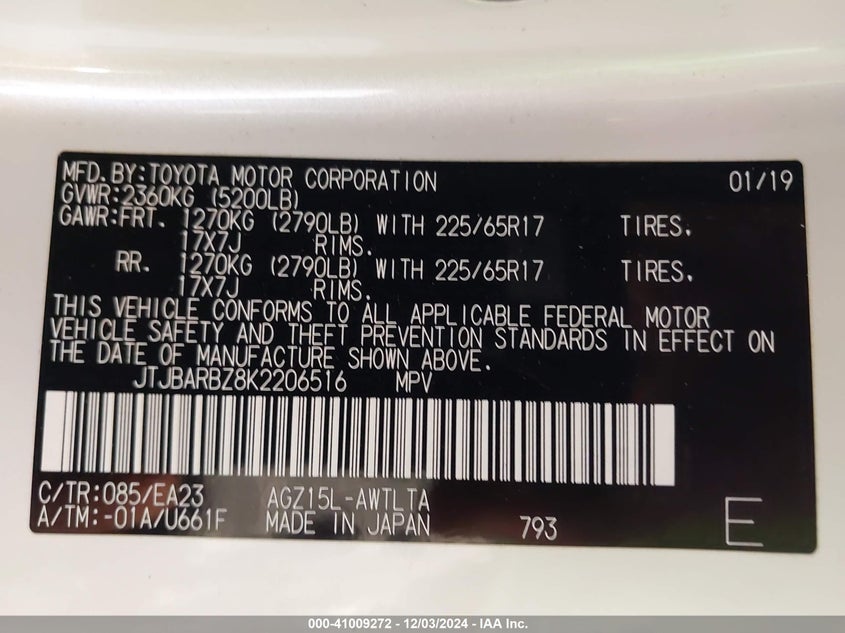 MFD. BY: TOYOTA MOTOR CORPORATION 01/19
GVWR: 2360KG (5200LB)
GAWR: FRT. 1270KG (2790LB) WITH 225/65R17 TIRES.
17X7J RIMS.
RR. 1270KG (2790LB) WITH 225/65R17 TIRES.
17X7J RIMS.
THIS VEHICLE CONFORMS TO ALL APPLICABLE FEDERAL MOTOR
VEHICLE SAFETY AND THEFT PREVENTION STANDARDS IN EFFECT ON
THE DATE OF MANUFACTURE SHOWN ABOVE.
JTJBARBZ8K2206516 MPV
C/TR: 085/EA23 AGZ15L-AWTLTA
A/TM: -01A/U661F MADE IN JAPAN 793 E
000-41009272 - 12/03/2024 - IAA Inc.